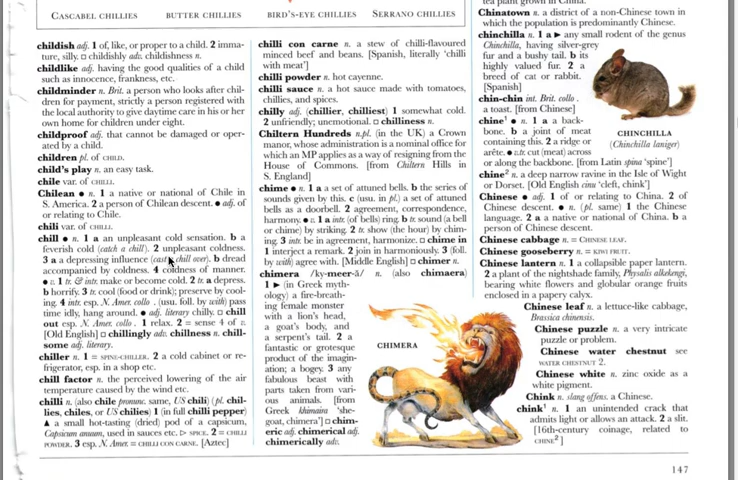 CASCABEL CHILLIES BUTTER CHILLIES BIRD'S-EYE CHILLIES SERRANO CHILLIES
childish adj. 1 of, like, or proper to a child. 2 imma-
ture, silly. □ childishly adv. childishness n.
childlike adj. having the good qualities of a child
such as innocence, frankness, etc.
childminder n. Brit. a person who looks after chil-
dren for payment, strictly a person registered with
the local authority to give daytime care in his or her
own home for children under eight.
childproof adj. that cannot be damaged or oper-
ated by a child.
children pl. of CHILD.
child's play n. an easy task.
chile var. of CHILLI.
Chilean ● n. 1 a native or national of Chile in
S. America. 2 a person of Chilean descent. ● adj. of
or relating to Chile.
chili var. of CHILLI.
chill ● n. 1 a an unpleasant cold sensation. b a
feverish cold (catch a chill). 2 unpleasant coldness.
3 a a depressing influence (cast a chill over). b dread
accompanied by coldness. 4 coldness of manner.
● v. 1 tr. & intr. make or become cold. 2 tr. a depress.
b horrify. 3 tr. cool (food or drink); preserve by cool-
ing. 4 intr. esp. N. Amer. colloq. (usu. foll. by with) pass
time idly, hang around. ● adj. literary chilly. □ chill
out esp. N. Amer. colloq. 1 relax. 2 = sense 4 of v.
[Old English] □ chillingly adv. chillness n. chill-
some adj. literary.
chiller n. 1 = SPINE-CHILLER. 2 a cold cabinet or re-
frigerator, esp. in a shop etc.
chill factor n. the perceived lowering of the air
temperature caused by the wind etc.
chilli n. (also chile pronunc. same, US chili) (pl. chil-
lies, chiles, or US chilies) 1 (in full chilli pepper)
▲ a small hot-tasting (dried) pod of a capsicum,
Capsicum annuum, used in sauces etc. ▷ SPICE. 2 = CHILLI
POWDER. 3 esp. N. Amer. = CHILLI CON CARNE. [Aztec]
chilli con carne n. a stew of chilli-flavoured
minced beef and beans. [Spanish, literally 'chilli
with meat']
chilli powder n. hot cayenne.
chilli sauce n. a hot sauce made with tomatoes,
chillies, and spices.
chilly adj. (chillier, chilliest) 1 somewhat cold.
2 unfriendly; unemotional. □ chilliness n.
Chiltern Hundreds n.pl. (in the UK) a Crown
manor, whose administration is a nominal office for
which an MP applies as a way of resigning from the
House of Commons. [from Chiltern Hills in
S. England]
chime ● n. 1 a a set of attuned bells. b the series of
sounds given by this. c (usu. in pl.) a set of attuned
bells as a doorbell. 2 agreement, correspondence,
harmony. ● v. 1 a intr. (of bells) ring. b tr. sound (a bell
or chime) by striking. 2 tr. show (the hour) by chim-
ing. 3 intr. be in agreement, harmonize. □ chime in
1 interject a remark. 2 join in harmoniously. 3 (foll.
by with) agree with. [Middle English] □ chimer n.
chimera /ky-meer-ă/ n. (also chimaera)
1 ▶ (in Greek myth-
ology) a fire-breath-
ing female monster
with a lion's head,
a goat's body, and
a serpent's tail. 2 a
fantastic or grotesque
product of the imagin-
ation; a bogey. 3 any
fabulous beast with
parts taken from vari-
ous animals. [from
Greek khimaira 'she-
goat, chimera'] □ chim-
eric adj. chimerical adj.
chimerically adv.
CHIMERA
Chinatown n. a district of a non-Chinese town in
which the population is predominantly Chinese.
chinchilla n. 1 a ▶ any small rodent of the genus
Chinchilla, having silver-grey
fur and a bushy tail. b its
highly valued fur. 2 a
breed of cat or rabbit.
[Spanish]
chin-chin int. Brit. colloq.
a toast. [from Chinese]
chine¹ ● n. 1 a a back-
bone. b a joint of meat
containing this. 2 a ridge or
arête. ● v.tr. cut (meat) across
or along the backbone. [from Latin spina 'spine']
CHINCHILLA
(Chinchilla laniger)
chine² n. a deep narrow ravine in the Isle of Wight
or Dorset. [Old English cinu 'cleft, chink']
Chinese ● adj. 1 of or relating to China. 2 of
Chinese descent. ● n. (pl. same) 1 the Chinese
language. 2 a a native or national of China. b a
person of Chinese descent.
Chinese cabbage n. = CHINESE LEAF.
Chinese gooseberry n. = KIWI FRUIT.
Chinese lantern n. 1 a collapsible paper lantern.
2 a plant of the nightshade family, Physalis alkekengi,
bearing white flowers and globular orange fruits
enclosed in a papery calyx.
Chinese leaf n. a lettuce-like cabbage,
Brassica chinensis.
Chinese puzzle n. a very intricate
puzzle or problem.
Chinese water chestnut see
WATER CHESTNUT 2.
Chinese white n. zinc oxide as a
white pigment.
Chink n. slang offens. a Chinese.
chink¹ n. 1 an unintended crack that
admits light or allows an attack. 2 a slit.
[16th-century coinage, related to
CHINE²]
147